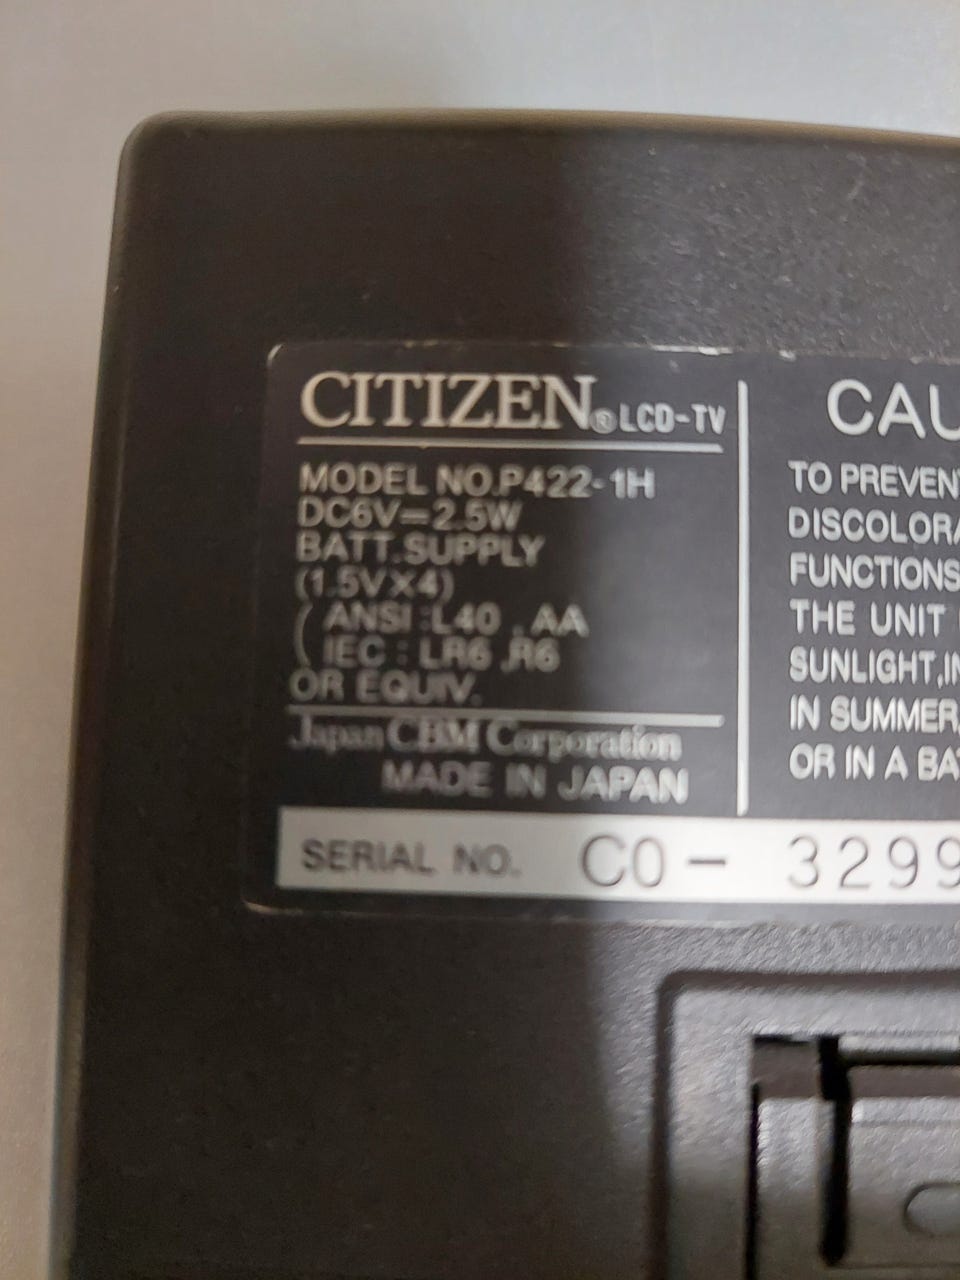 CITIZEN® LCD-TV
MODEL NO.P422-1H
DC6V=2.5W
BATT.SUPPLY
(1.5V×4)
( ANSI :L40 , AA
( IEC : LR6 ,R6
OR EQUIV.
Japan CBM Corporation
MADE IN JAPAN
SERIAL NO. C0- 3299
CAU
TO PREVENT
DISCOLORA
FUNCTIONS
THE UNIT
SUNLIGHT,IN
IN SUMMER,
OR IN A BA